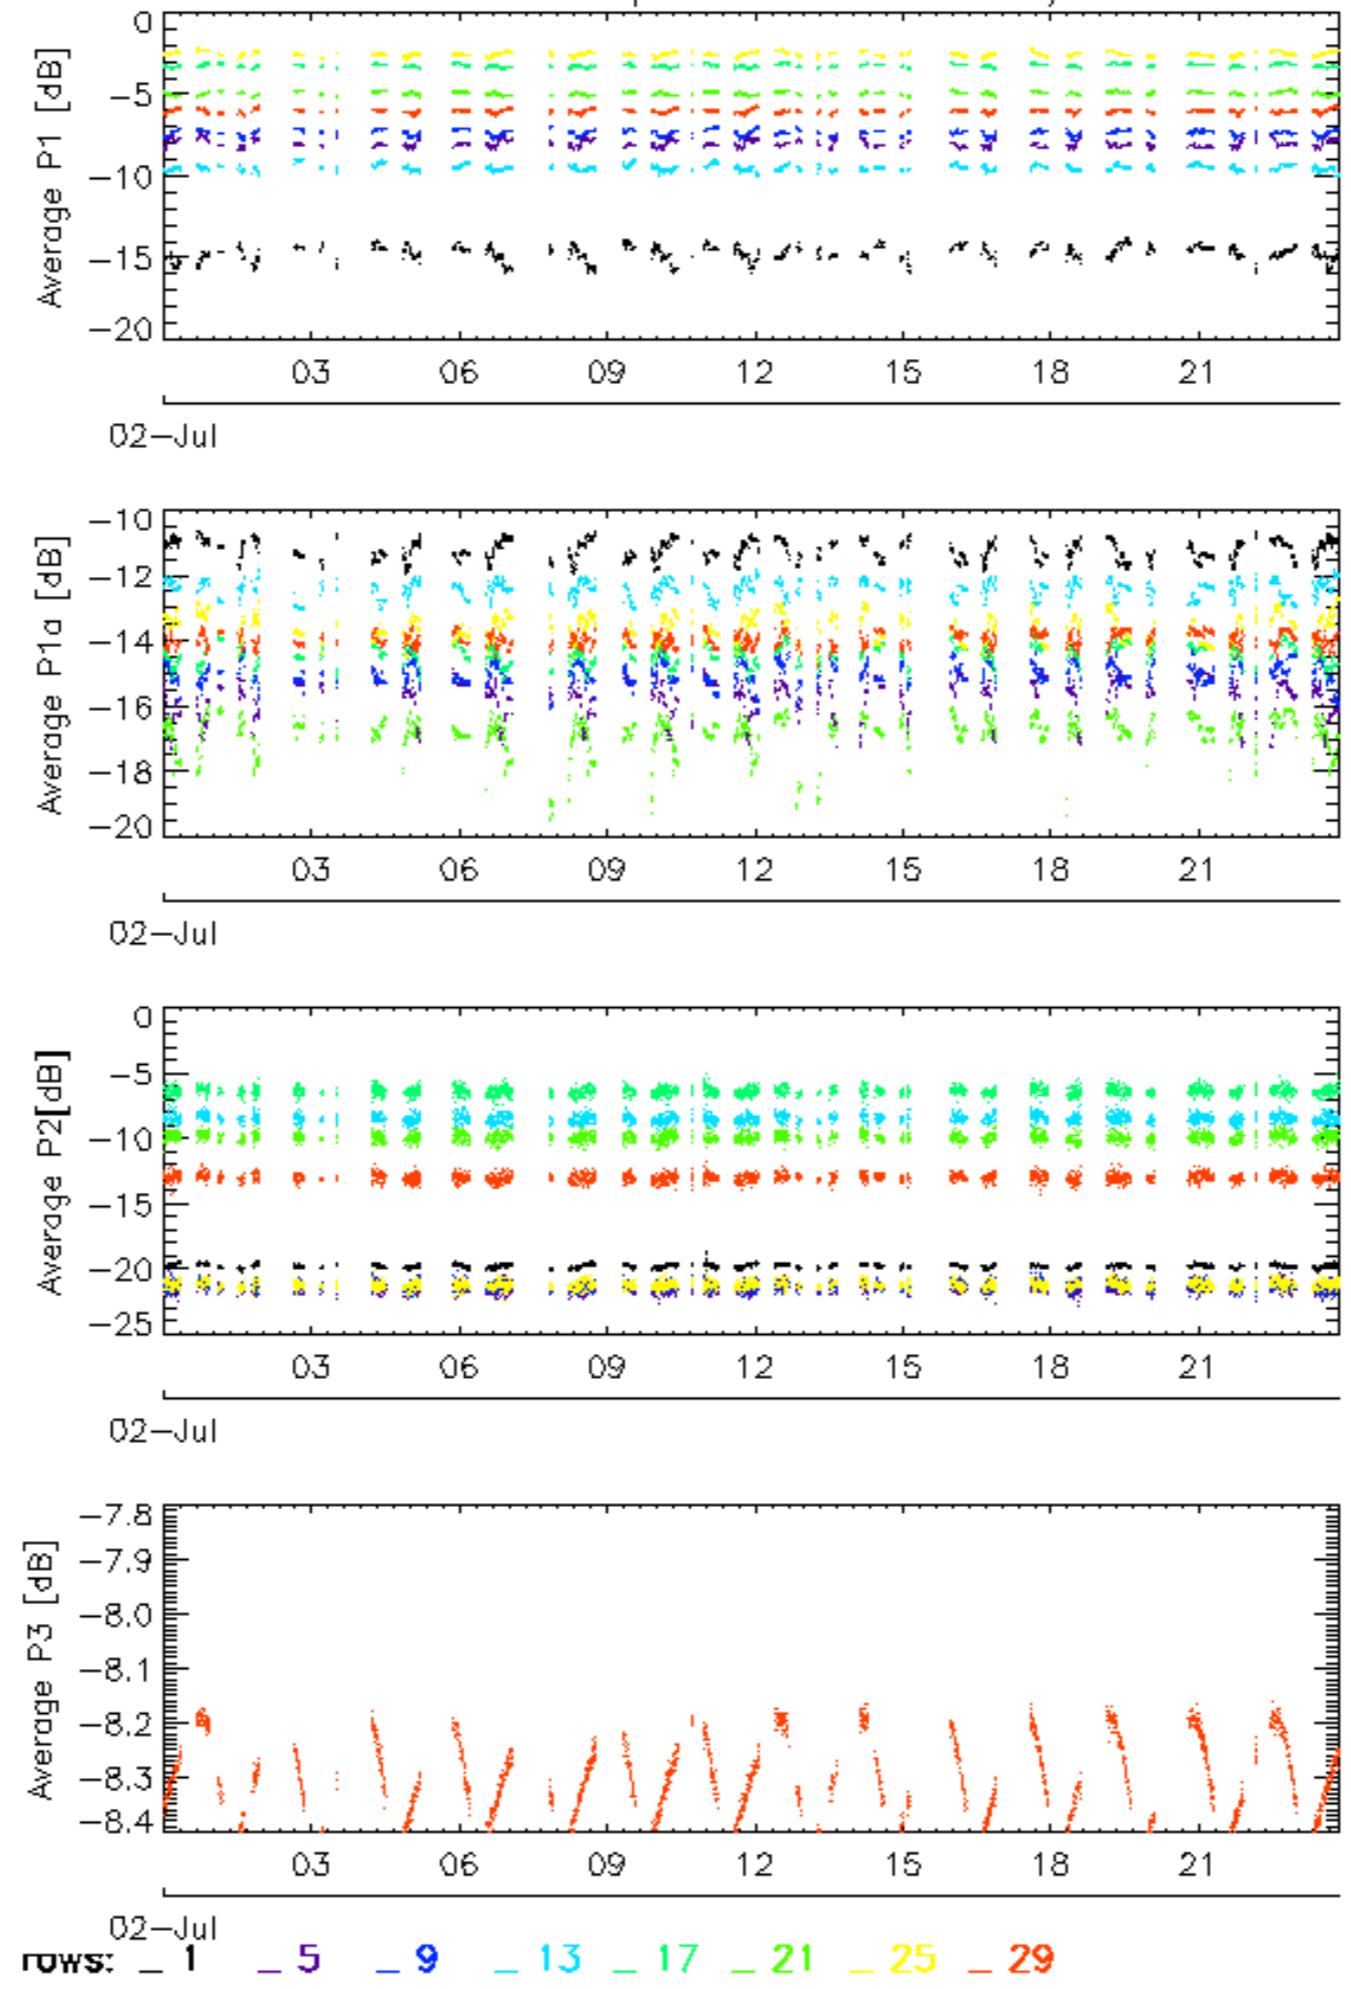 0
−5
−10
−15
−20
Average P1 [dB]
03 06 09 12 15 18 21
02−Jul
−10
−12
−14
−16
−18
−20
Average P1a [dB]
03 06 09 12 15 18 21
02−Jul
0
−5
−10
−15
−20
−25
Average P2[dB]
03 06 09 12 15 18 21
02−Jul
−7.8
−7.9
−8.0
−8.1
−8.2
−8.3
−8.4
Average P3 [dB]
03 06 09 12 15 18 21
02−Jul
rows: _ 1 _ 5 _ 9 _ 13 _ 17 _ 21 _ 25 _ 29